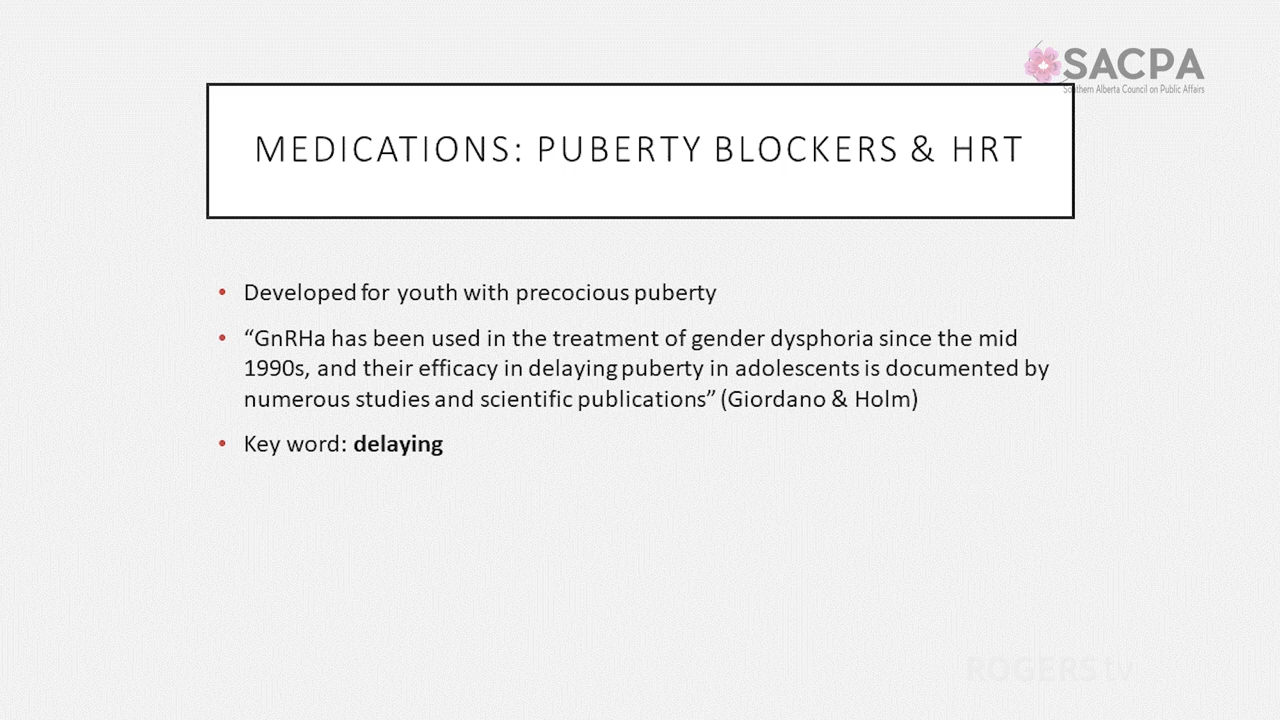 SACPA
Southern Alberta Council on Public Affairs
MEDICATIONS: PUBERTY BLOCKERS & HRT
• Developed for youth with precocious puberty
• “GnRHa has been used in the treatment of gender dysphoria since the mid
1990s, and their efficacy in delaying puberty in adolescents is documented by
numerous studies and scientific publications” (Giordano & Holm)
• Key word: delaying
ROGERS tv